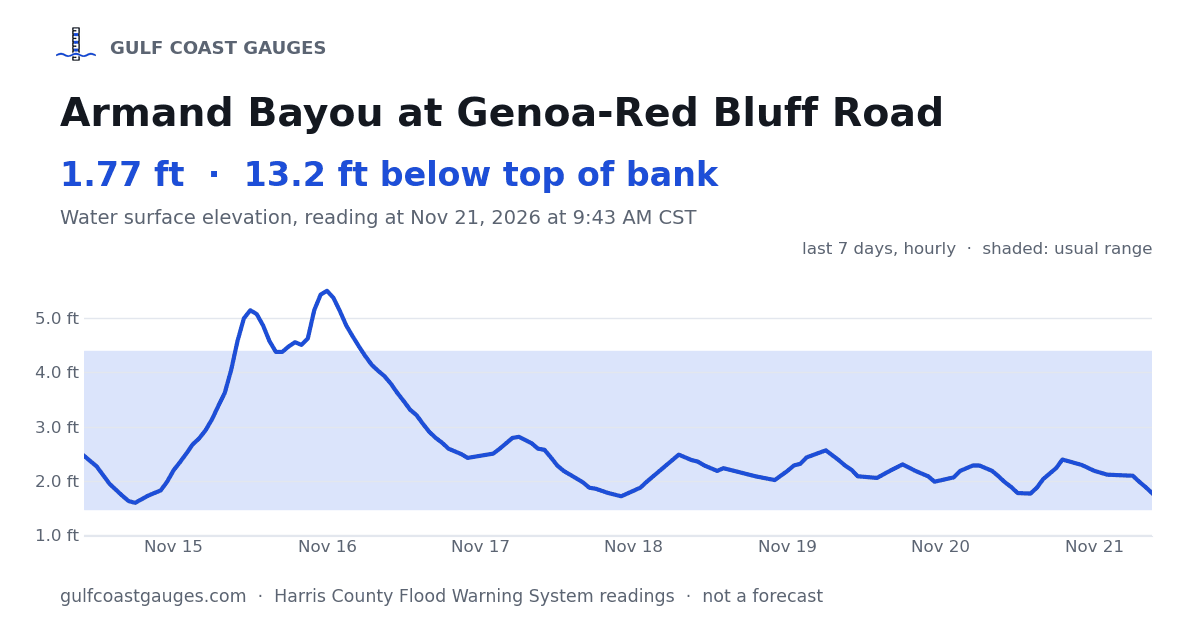 GULF COAST GAUGES
Armand Bayou at Genoa-Red Bluff Road
1.77 ft · 13.2 ft below top of bank
Water surface elevation, reading at Nov 21, 2026 at 9:43 AM CST
last 7 days, hourly · shaded: usual range
5.0 ft
4.0 ft
3.0 ft
2.0 ft
1.0 ft
Nov 15 Nov 16 Nov 17 Nov 18 Nov 19 Nov 20 Nov 21
gulfcoastgauges.com · Harris County Flood Warning System readings · not a forecast